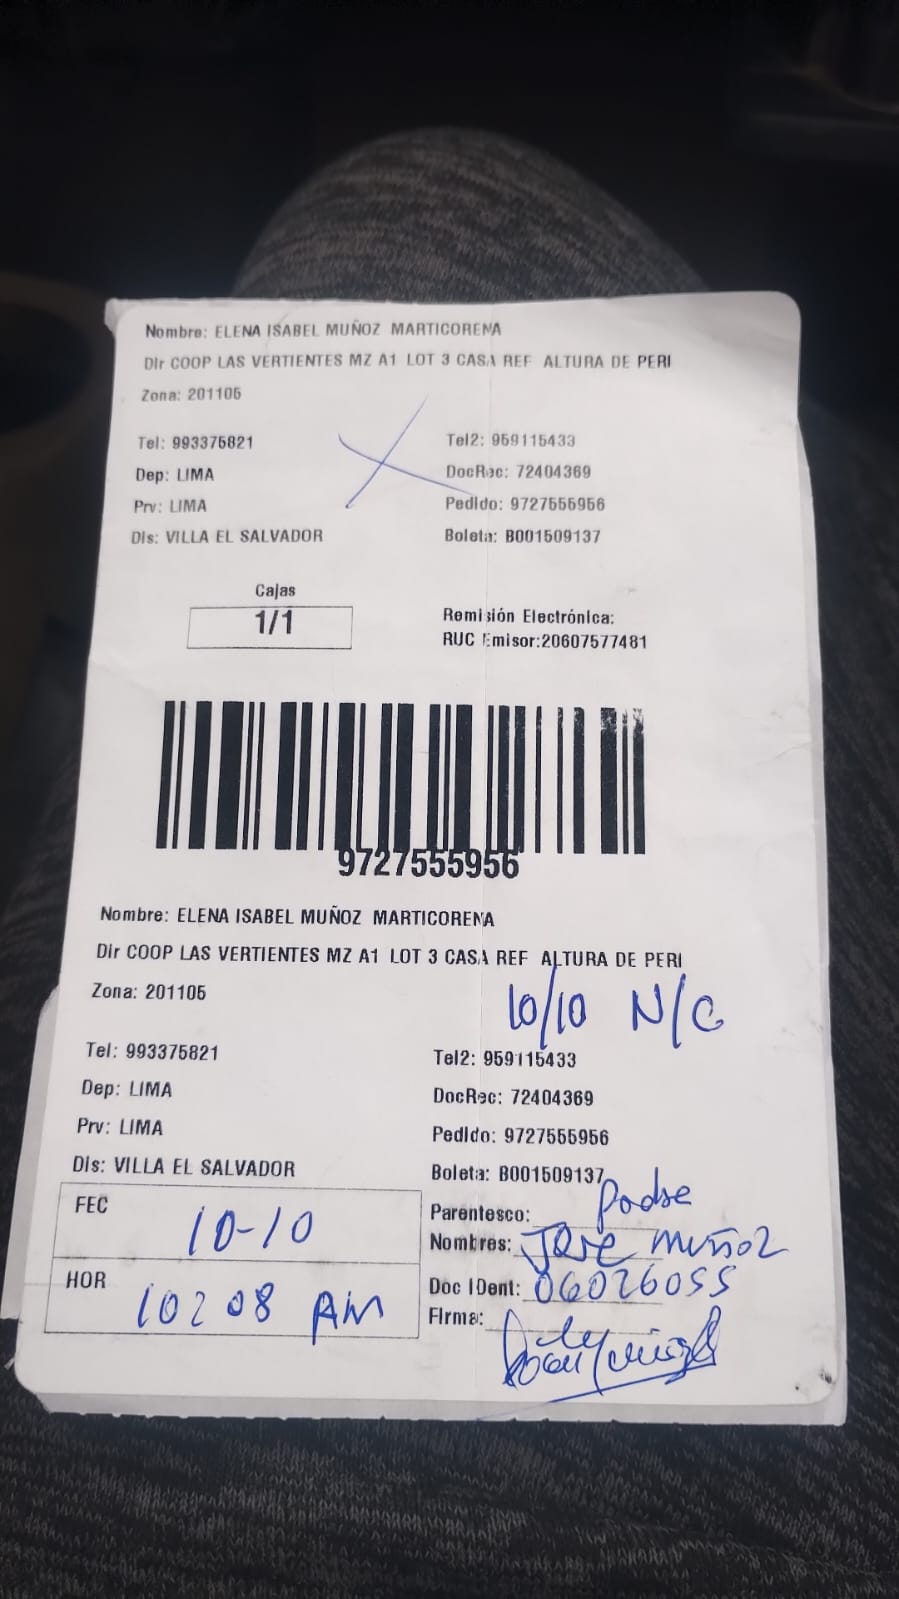 Nombre: ELENA ISABEL MUÑOZ MARTICORENA
Dir COOP LAS VERTIENTES MZ A1 LOT 3 CASA REF ALTURA DE PERI
Zona: 201105
Tel: 993375821 Tel2: 959115433
Dep: LIMA DocRec: 72404369
Prv: LIMA Pedido: 9727555956
Dis: VILLA EL SALVADOR Boleta: B001509137
Cajas
1/1
Remisión Electrónica:
RUC Emisor:20607577481
9727555956
Nombre: ELENA ISABEL MUÑOZ MARTICORENA
Dir COOP LAS VERTIENTES MZ A1 LOT 3 CASA REF ALTURA DE PERI
Zona: 201105 10/10 N/C
Tel: 993375821 Tel2: 959115433
Dep: LIMA DocRec: 72404369
Prv: LIMA Pedido: 9727555956
Dis: VILLA EL SALVADOR Boleta: B001509137
FEC 10-10 Parentesco: Padre
Nombres: Jose muñoz
HOR 10:08 AM Doc IDent: 06026055
Firma: